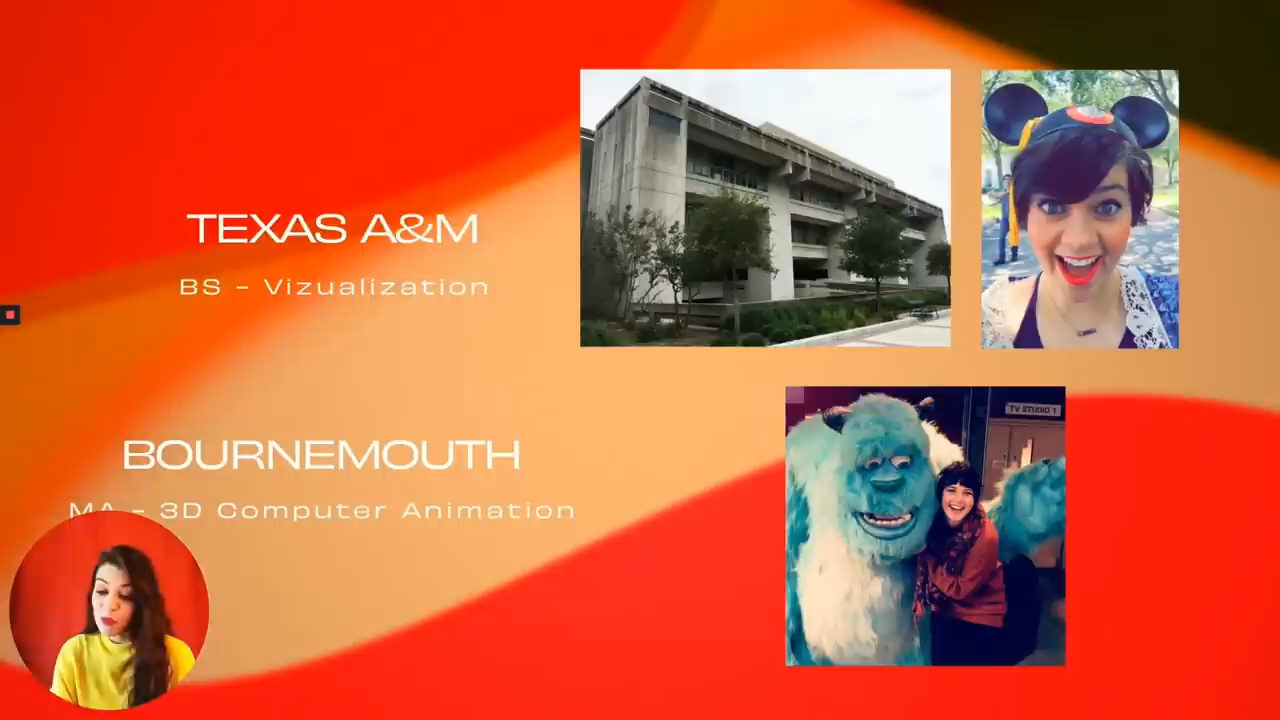 TEXAS A&M
BS - Vizualization
BOURNEMOUTH
MA - 3D Computer Animation
TV STUDIO 1